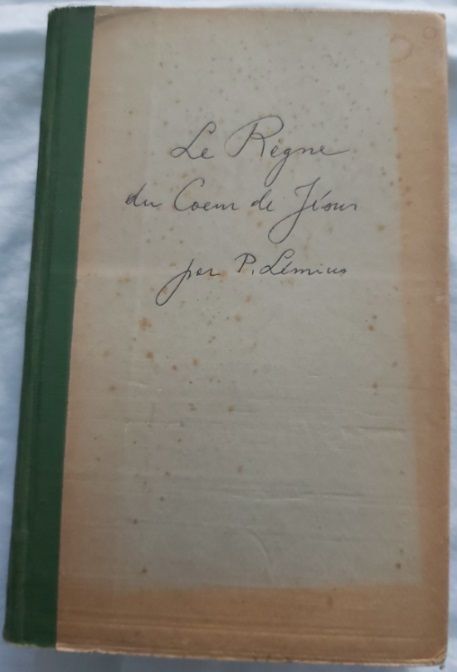 Le Règne
du Coeur de Jésus
par P. Lémius